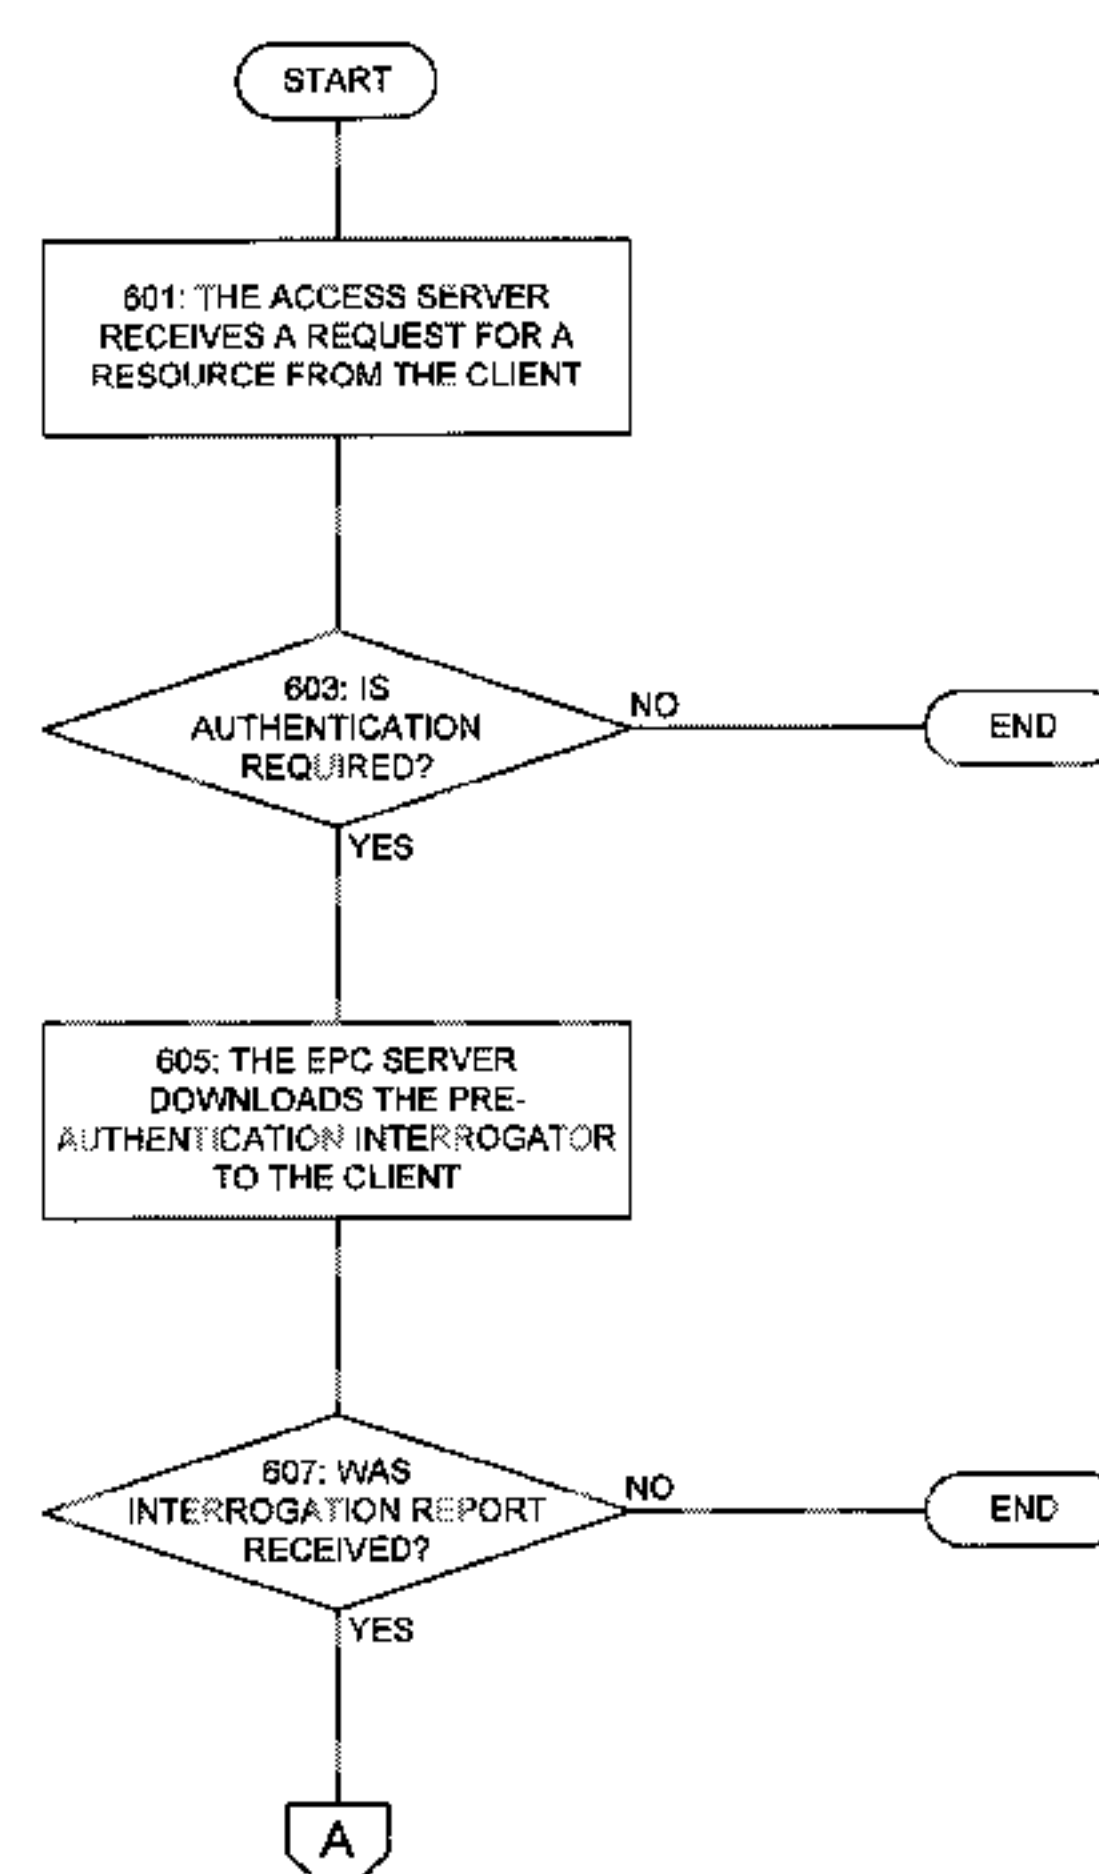 START
601: THE ACCESS SERVER
RECEIVES A REQUEST FOR A
RESOURCE FROM THE CLIENT
603: IS
AUTHENTICATION
REQUIRED?
NO
END
YES
605: THE EPC SERVER
DOWNLOADS THE PRE-
AUTHENTICATION INTERROGATOR
TO THE CLIENT
607: WAS
INTERROGATION REPORT
RECEIVED?
NO
END
YES
A